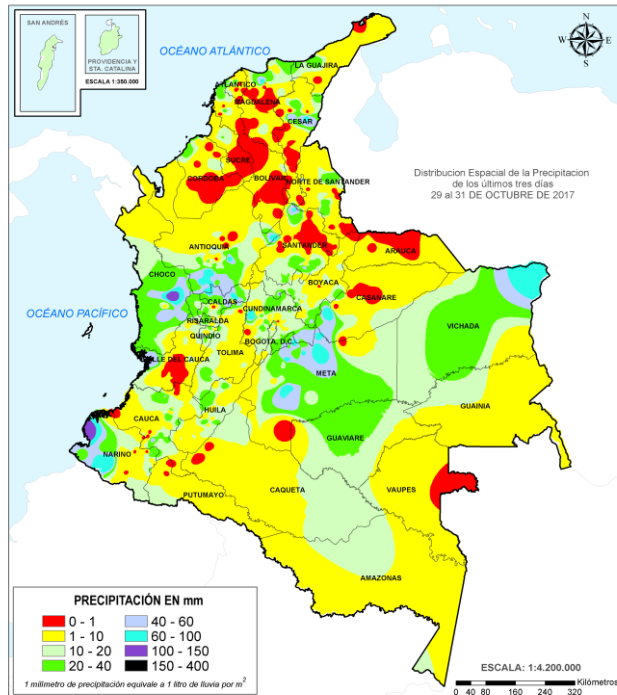 SAN ANDRÉS
PROVIDENCIA Y
STA. CATALINA
ESCALA 1:350.000
OCÉANO ATLÁNTICO
N
W
E
S
LA GUAJIRA
ATLANTICO
MAGDALENA
CESAR
SUCRE
CORDOBA
BOLIVAR
NORTE DE SANTANDER
Distribucion Espacial de la Precipitacion
de los últimos tres días
29 al 31 DE OCTUBRE DE 2017
ANTIOQUIA
SANTANDER
ARAUCA
CHOCO
BOYACA
CASANARE
CALDAS
CUNDINAMARCA
OCÉANO PACÍFICO
RISARALDA
VICHADA
QUINDIO
BOGOTA, D.C.
TOLIMA
VALLE DEL CAUCA
META
GUAINIA
CAUCA
HUILA
GUAVIARE
NARINO
CAQUETA
VAUPES
PUTUMAYO
AMAZONAS
PRECIPITACIÓN EN mm
0 - 1
40 - 60
1 - 10
60 - 100
10 - 20
100 - 150
20 - 40
150 - 400
1 milimetro de precipitación equivale a 1 litro de lluvia por m²
ESCALA: 1:4.200.000
Kilómetros
0 40 80 160 240 320